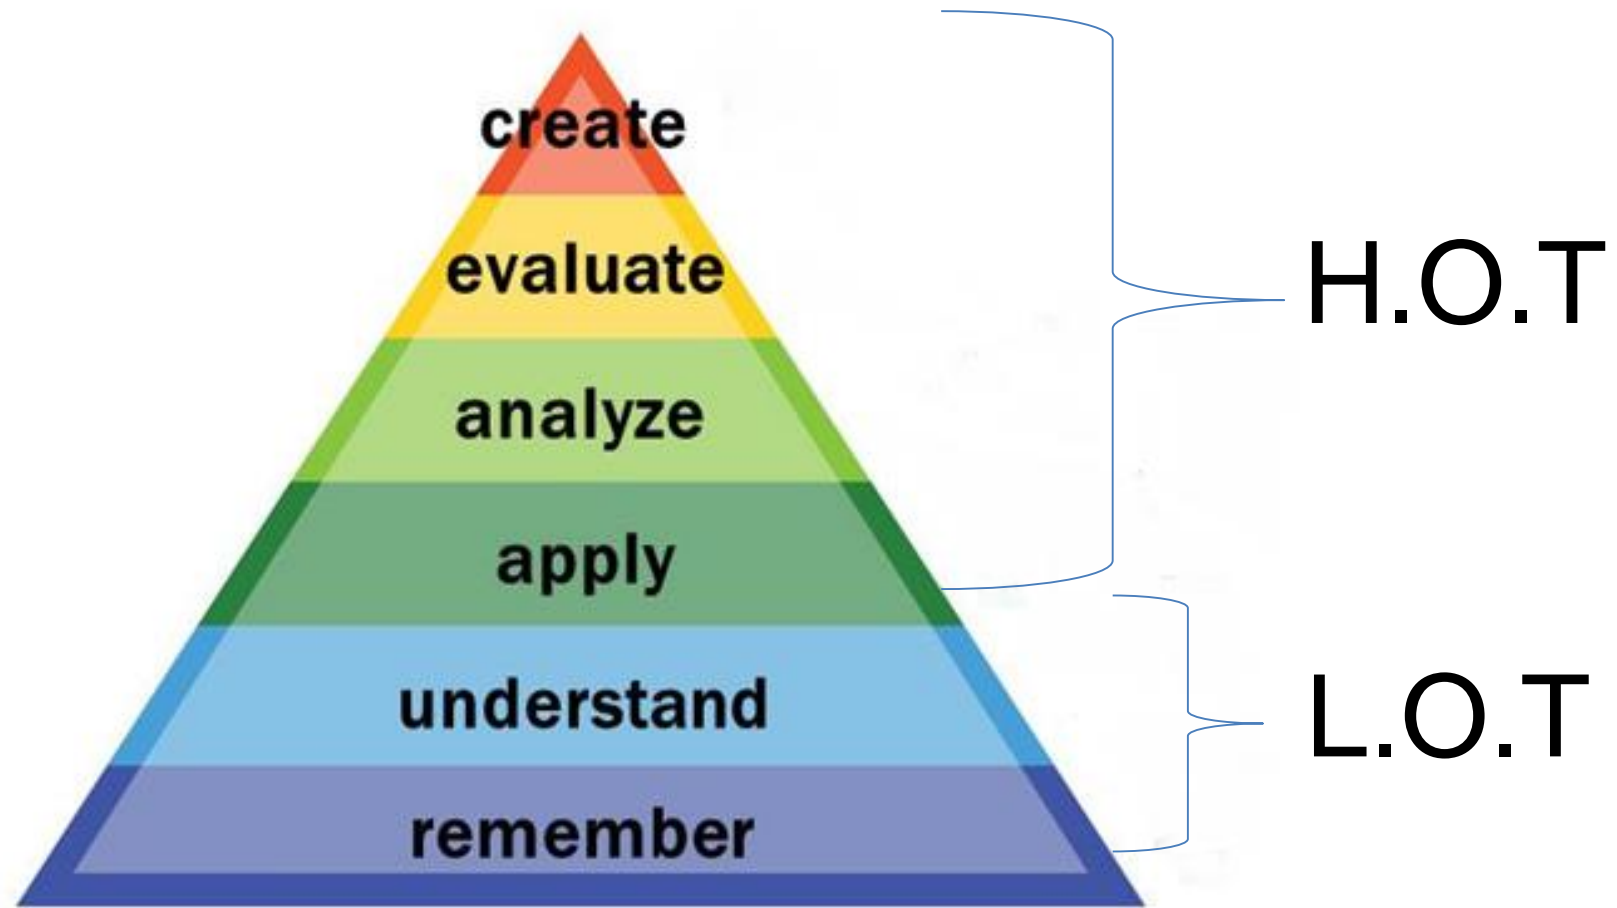 create
evaluate
H.O.T
analyze
apply
understand
L.O.T
remember